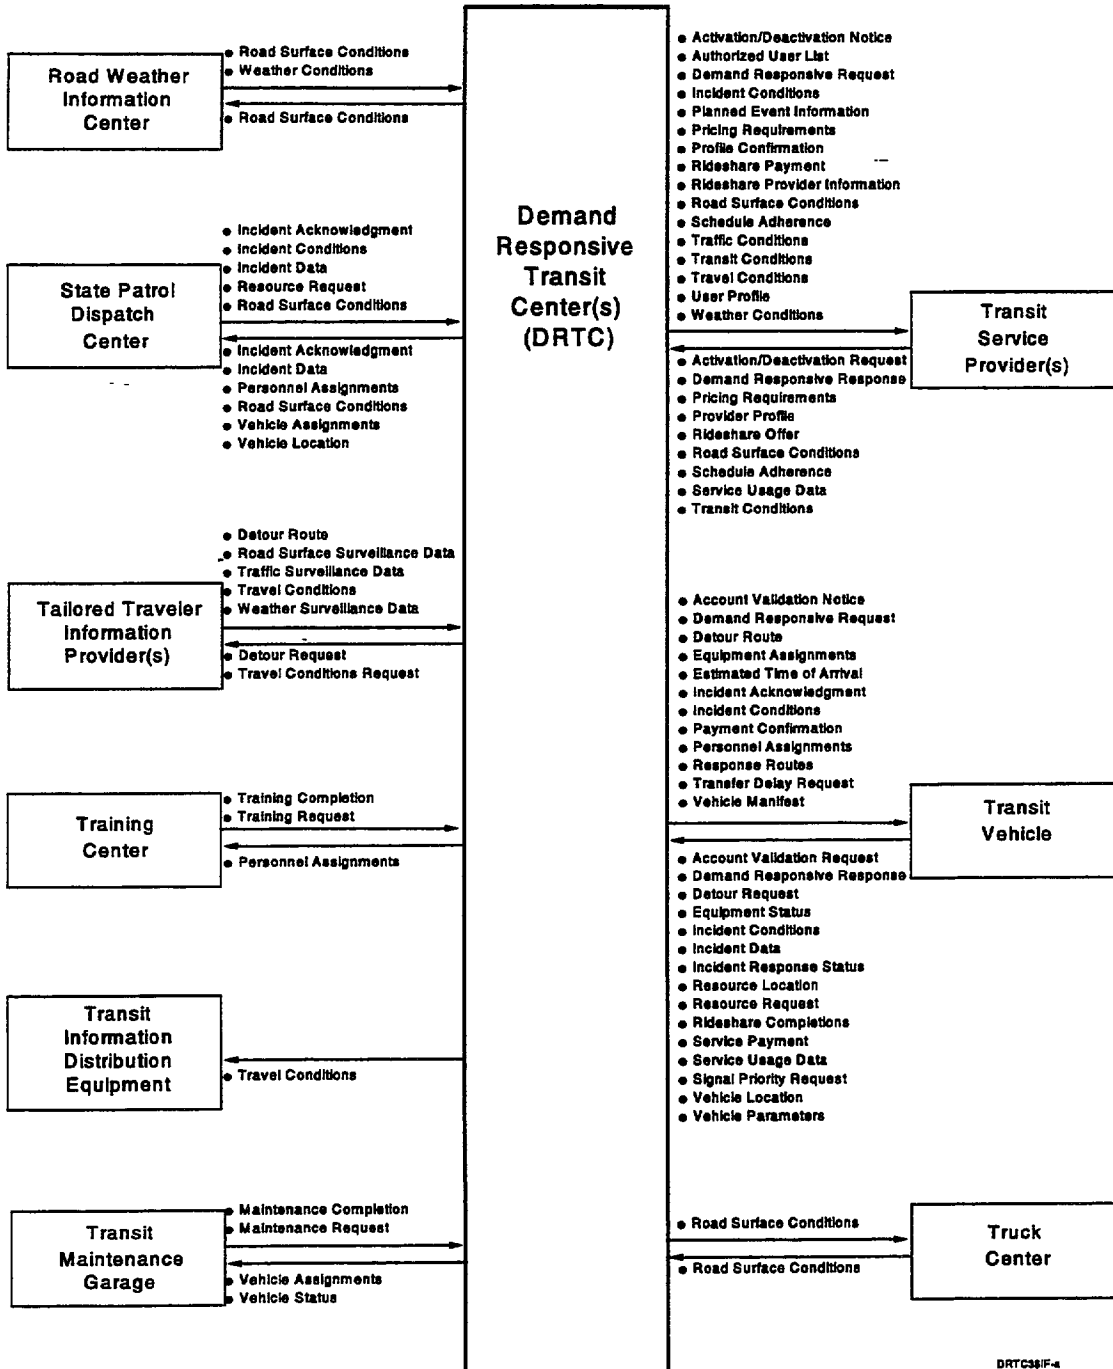 Road Weather
Information
Center
● Road Surface Conditions
● Weather Conditions
● Road Surface Conditions
State Patrol
Dispatch
Center
● Incident Acknowledgment
● Incident Conditions
● Incident Data
● Resource Request
● Road Surface Conditions
● Incident Acknowledgment
● Incident Data
● Personnel Assignments
● Road Surface Conditions
● Vehicle Assignments
● Vehicle Location
Tailored Traveler
Information
Provider(s)
● Detour Route
● Road Surface Surveillance Data
● Traffic Surveillance Data
● Travel Conditions
● Weather Surveillance Data
● Detour Request
● Travel Conditions Request
Training
Center
● Training Completion
● Training Request
● Personnel Assignments
Transit
Information
Distribution
Equipment
● Travel Conditions
Transit
Maintenance
Garage
● Maintenance Completion
● Maintenance Request
● Vehicle Assignments
● Vehicle Status
Demand
Responsive
Transit
Center(s)
(DRTC)
● Activation/Deactivation Notice
● Authorized User List
● Demand Responsive Request
● Incident Conditions
● Planned Event Information
● Pricing Requirements
● Profile Confirmation
● Rideshare Payment
● Rideshare Provider Information
● Road Surface Conditions
● Schedule Adherence
● Traffic Conditions
● Transit Conditions
● Travel Conditions
● User Profile
● Weather Conditions
Transit
Service
Provider(s)
● Activation/Deactivation Request
● Demand Responsive Response
● Pricing Requirements
● Provider Profile
● Rideshare Offer
● Road Surface Conditions
● Schedule Adherence
● Service Usage Data
● Transit Conditions
● Account Validation Notice
● Demand Responsive Request
● Detour Route
● Equipment Assignments
● Estimated Time of Arrival
● Incident Acknowledgment
● Incident Conditions
● Payment Confirmation
● Personnel Assignments
● Response Routes
● Transfer Delay Request
● Vehicle Manifest
Transit
Vehicle
● Account Validation Request
● Demand Responsive Response
● Detour Request
● Equipment Status
● Incident Conditions
● Incident Data
● Incident Response Status
● Resource Location
● Resource Request
● Rideshare Completions
● Service Payment
● Service Usage Data
● Signal Priority Request
● Vehicle Location
● Vehicle Parameters
● Road Surface Conditions
Truck
Center
● Road Surface Conditions